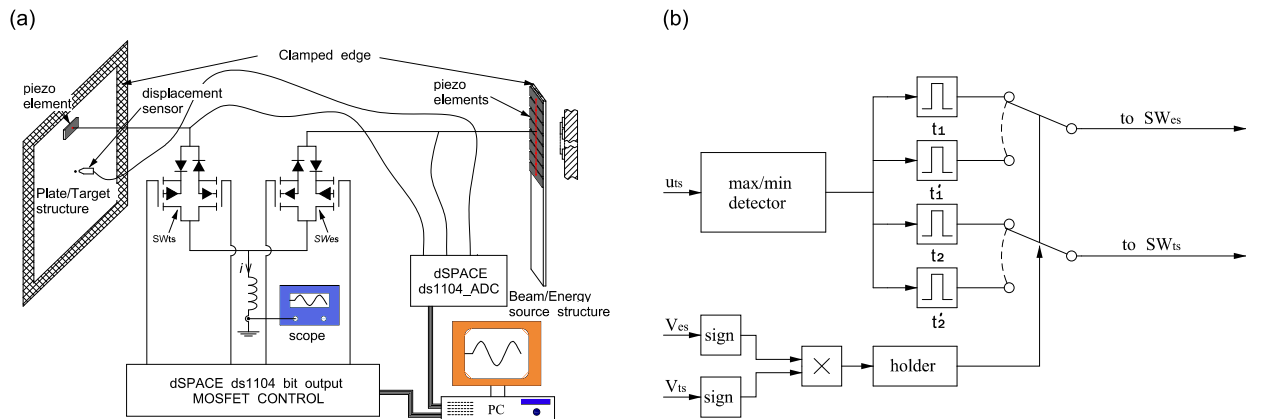 (a)
Clamped edge
piezo
element
displacement
sensor
piezo
elements
Plate/Target
structure
SWts
SWes
i
dSPACE
ds1104_ADC
Beam/Energy
source structure
scope
dSPACE ds1104 bit output
MOSFET CONTROL
PC
(b)
t1
to SWes
uts
max/min
detector
t'1
t2
to SWts
t'2
Ves
sign
×
holder
Vts
sign